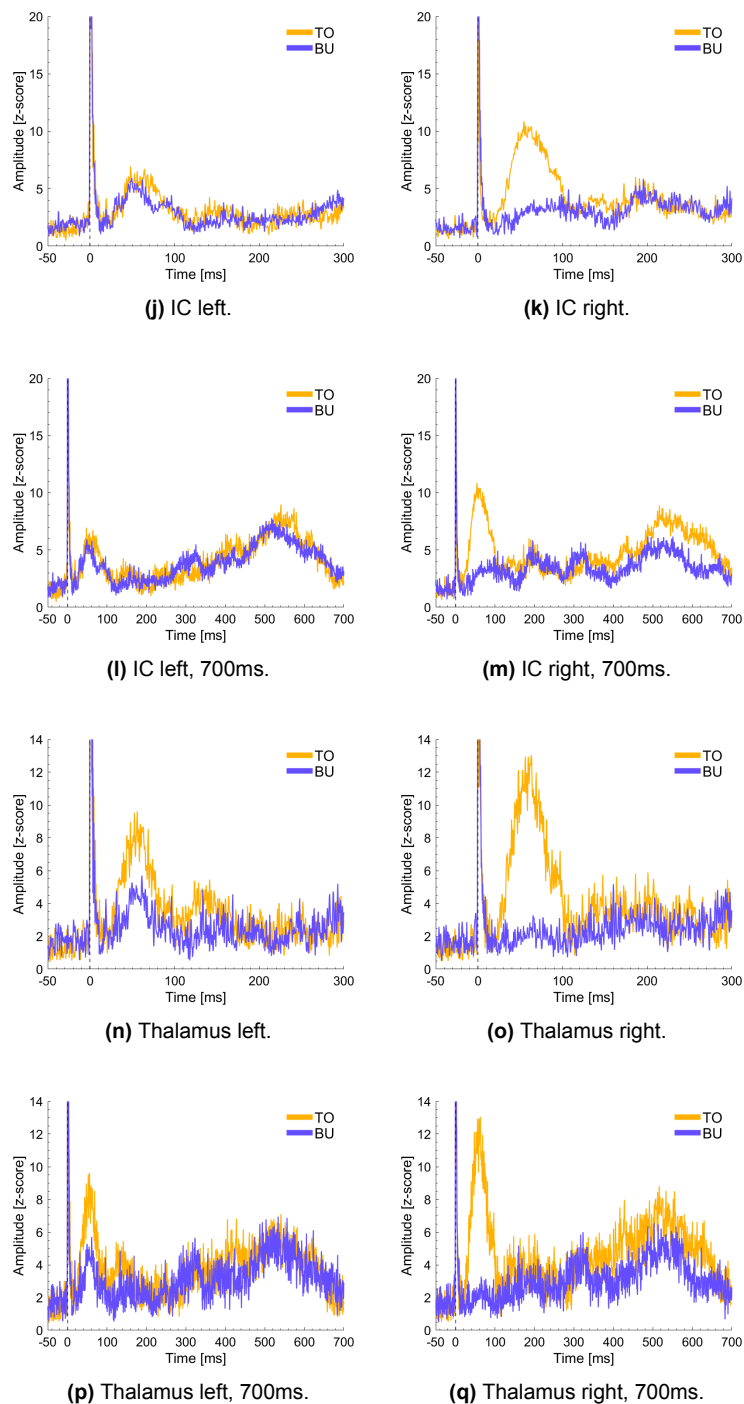 20
15
10
5
0
Amplitude [z-score]
TO
BU
-50 0 100 200 300
Time [ms]
(j) IC left.
20
15
10
5
0
Amplitude [z-score]
TO
BU
-50 0 100 200 300
Time [ms]
(k) IC right.
20
15
10
5
0
Amplitude [z-score]
TO
BU
-50 0 100 200 300 400 500 600 700
Time [ms]
(l) IC left, 700ms.
20
15
10
5
0
Amplitude [z-score]
TO
BU
-50 0 100 200 300 400 500 600 700
Time [ms]
(m) IC right, 700ms.
14
12
10
8
6
4
2
0
Amplitude [z-score]
TO
BU
-50 0 100 200 300
Time [ms]
(n) Thalamus left.
14
12
10
8
6
4
2
0
Amplitude [z-score]
TO
BU
-50 0 100 200 300
Time [ms]
(o) Thalamus right.
14
12
10
8
6
4
2
0
Amplitude [z-score]
TO
BU
-50 0 100 200 300 400 500 600 700
Time [ms]
(p) Thalamus left, 700ms.
14
12
10
8
6
4
2
0
Amplitude [z-score]
TO
BU
-50 0 100 200 300 400 500 600 700
Time [ms]
(q) Thalamus right, 700ms.